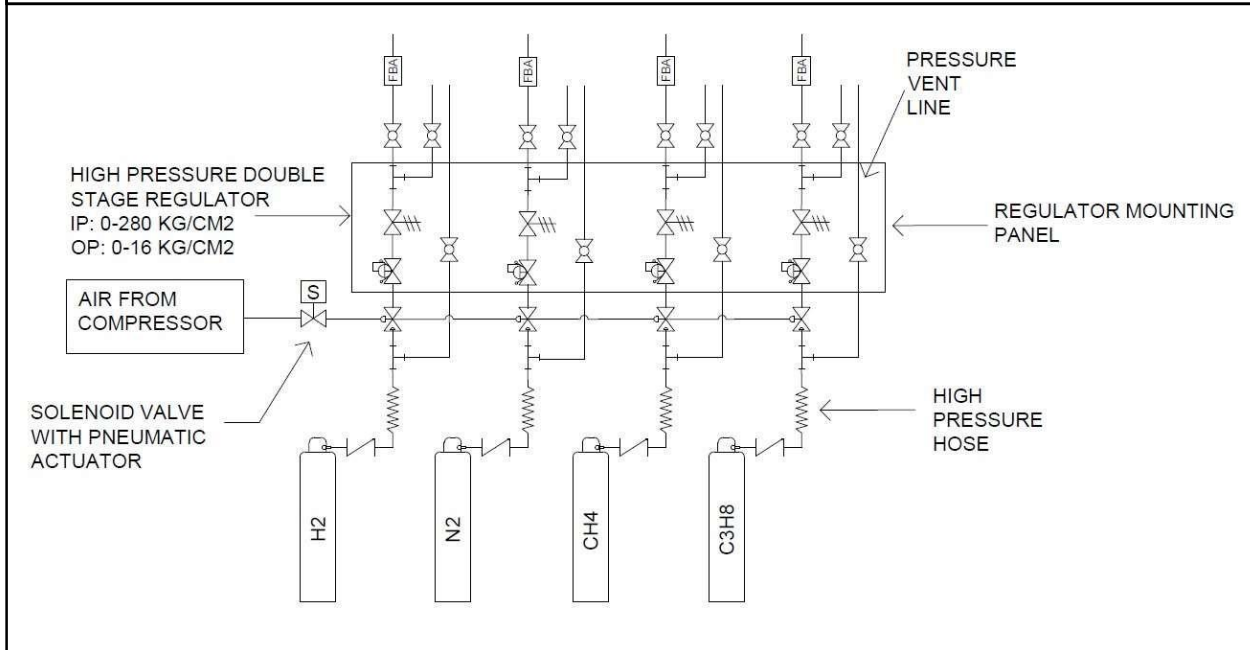 FBA
FBA
FBA
FBA
PRESSURE
VENT
LINE
HIGH PRESSURE DOUBLE
STAGE REGULATOR
IP: 0-280 KG/CM2
OP: 0-16 KG/CM2
REGULATOR MOUNTING
PANEL
AIR FROM
COMPRESSOR
S
SOLENOID VALVE
WITH PNEUMATIC
ACTUATOR
HIGH
PRESSURE
HOSE
H2
N2
CH4
C3H8